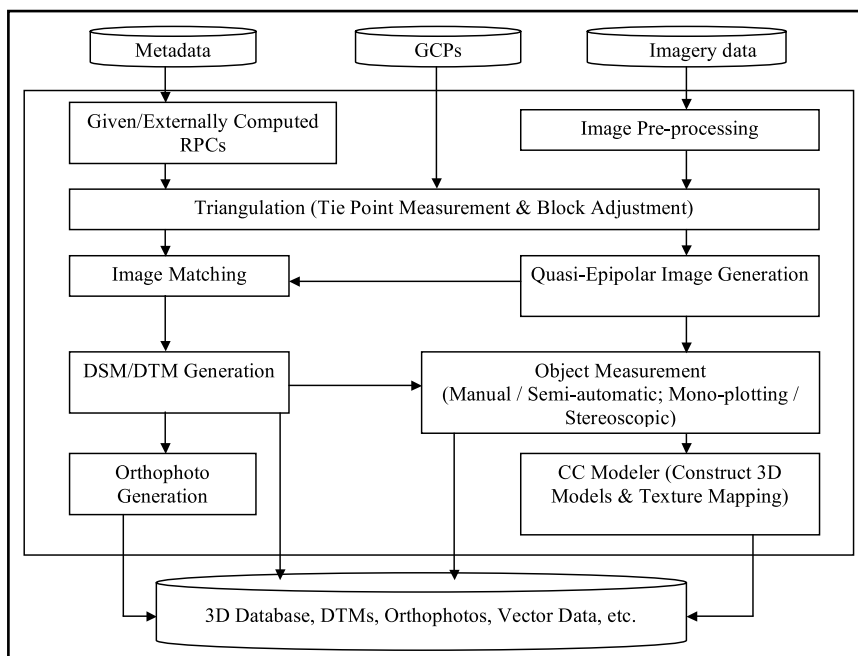 Metadata
GCPs
Imagery data
Given/Externally Computed
RPCs
Image Pre-processing
Triangulation (Tie Point Measurement & Block Adjustment)
Image Matching
Quasi-Epipolar Image Generation
DSM/DTM Generation
Object Measurement
(Manual / Semi-automatic; Mono-plotting /
Stereoscopic)
Orthophoto
Generation
CC Modeler (Construct 3D
Models & Texture Mapping)
3D Database, DTMs, Orthophotos, Vector Data, etc.